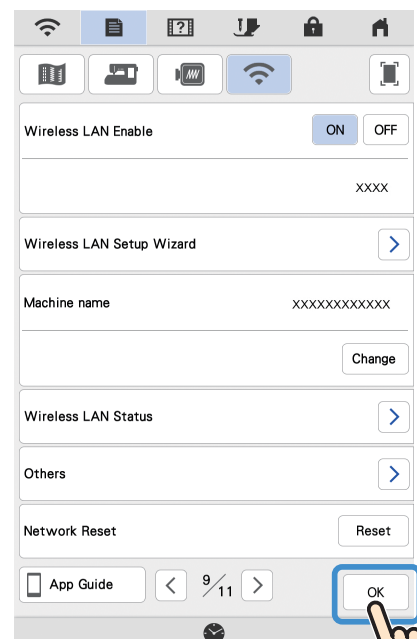 Wireless LAN Enable
ON
OFF
XXXX
Wireless LAN Setup Wizard
Machine name
XXXXXXXXXXXX
Change
Wireless LAN Status
Others
Network Reset
Reset
App Guide
9/11
OK